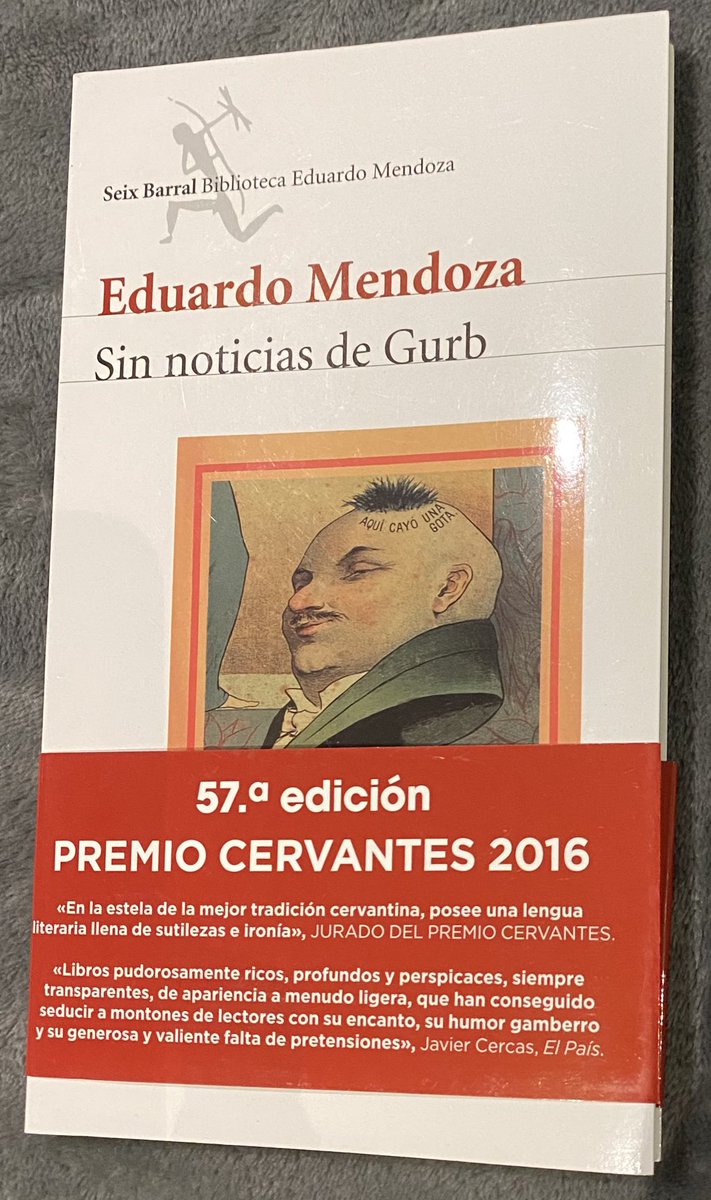 Seix Barral Biblioteca Eduardo Mendoza
Eduardo Mendoza
Sin noticias de Gurb
AQUÍ CAYÓ UNA
GOTA.
57.ª edición
PREMIO CERVANTES 2016
«En la estela de la mejor tradición cervantina, posee una lengua
literaria llena de sutilezas e ironía», JURADO DEL PREMIO CERVANTES.
«Libros pudorosamente ricos, profundos y perspicaces, siempre
transparentes, de apariencia a menudo ligera, que han conseguido
seducir a montones de lectores con su encanto, su humor gamberro
y su generosa y valiente falta de pretensiones», Javier Cercas, El País.